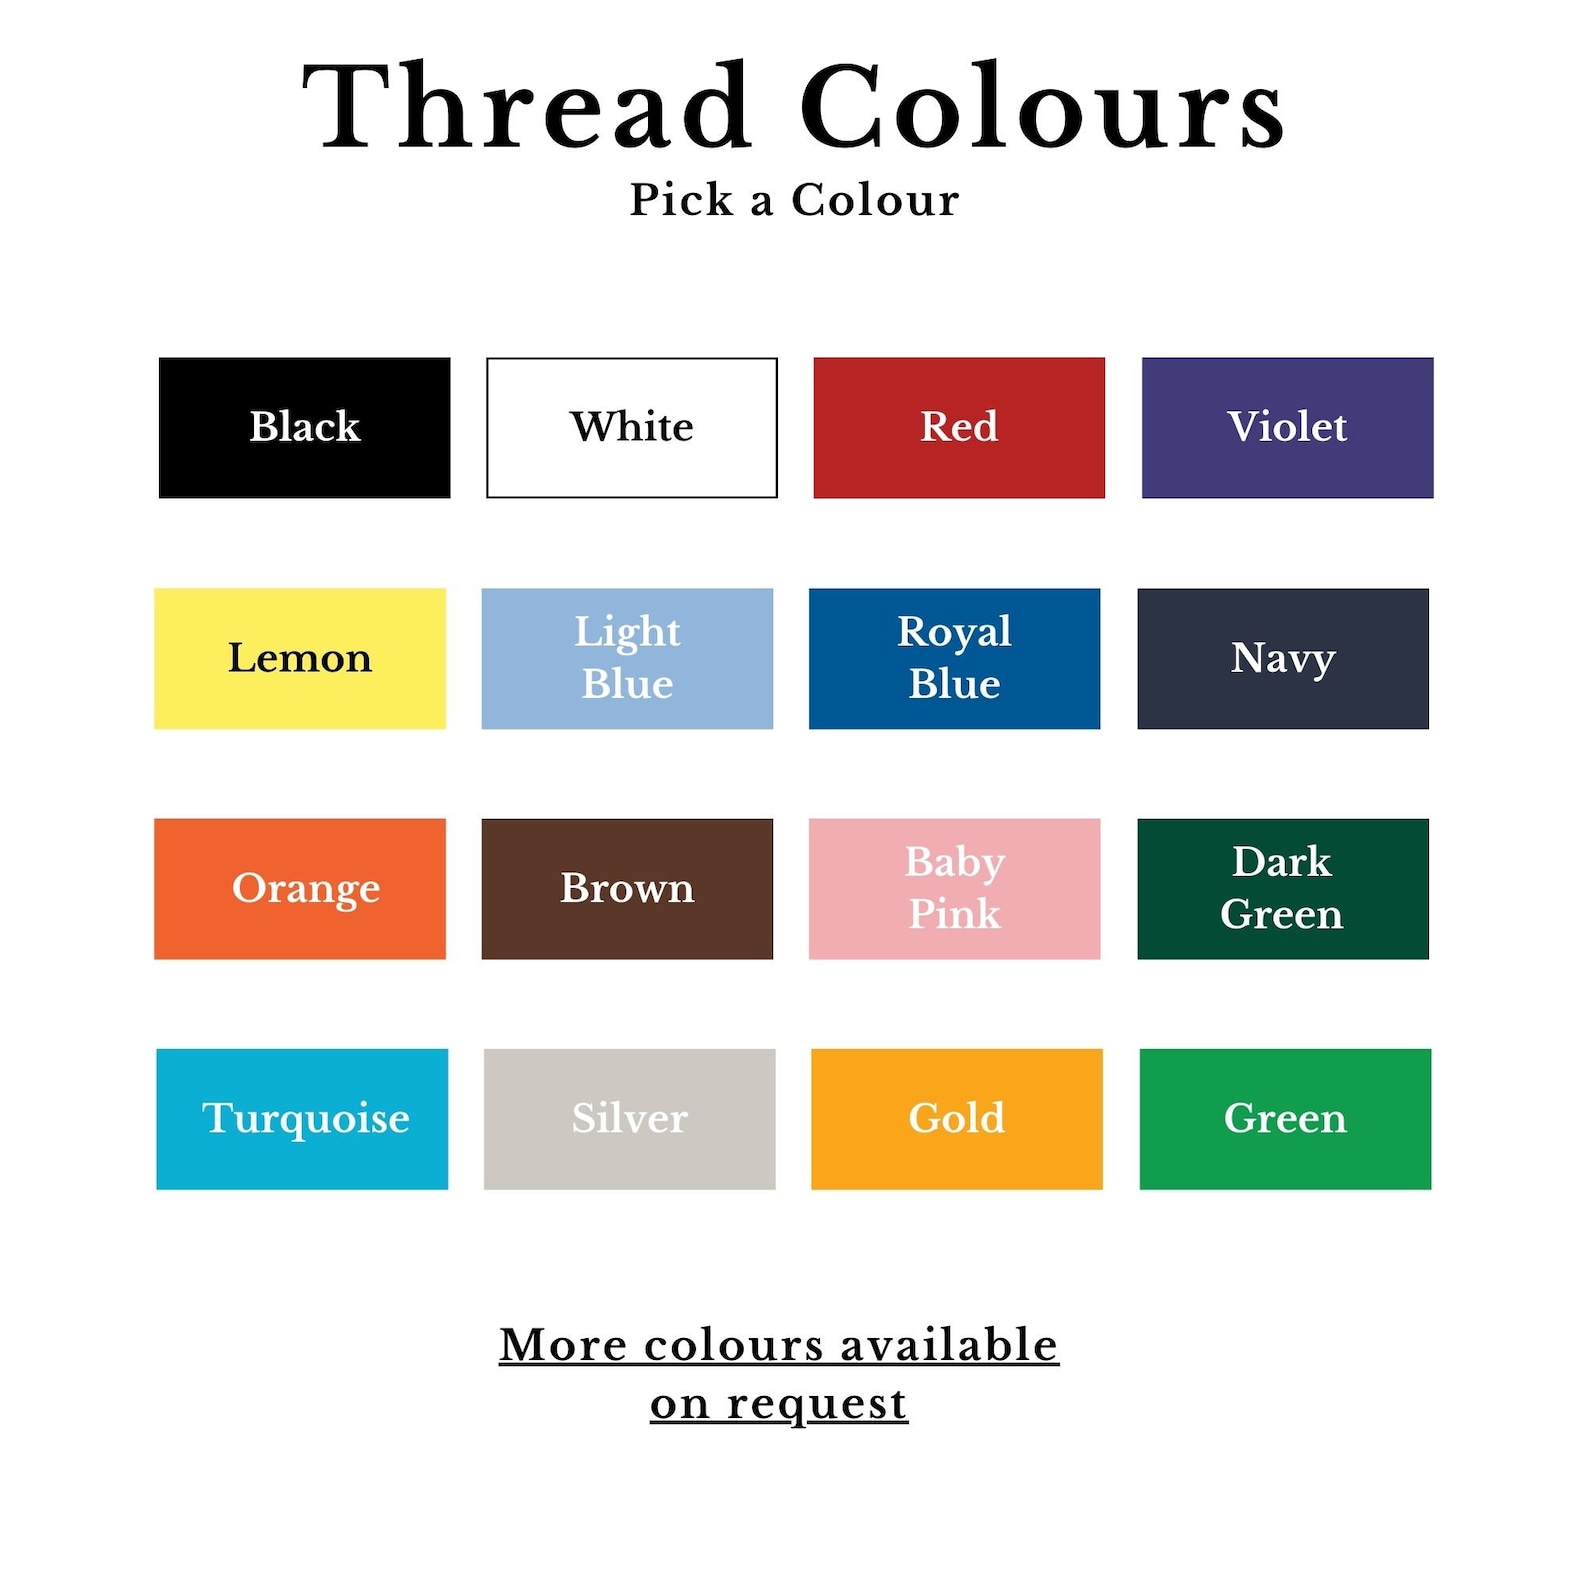 Thread Colours
Pick a Colour
Black
White
Red
Violet
Lemon
Light
Blue
Royal
Blue
Navy
Orange
Brown
Baby
Pink
Dark
Green
Turquoise
Silver
Gold
Green
More colours available
on request